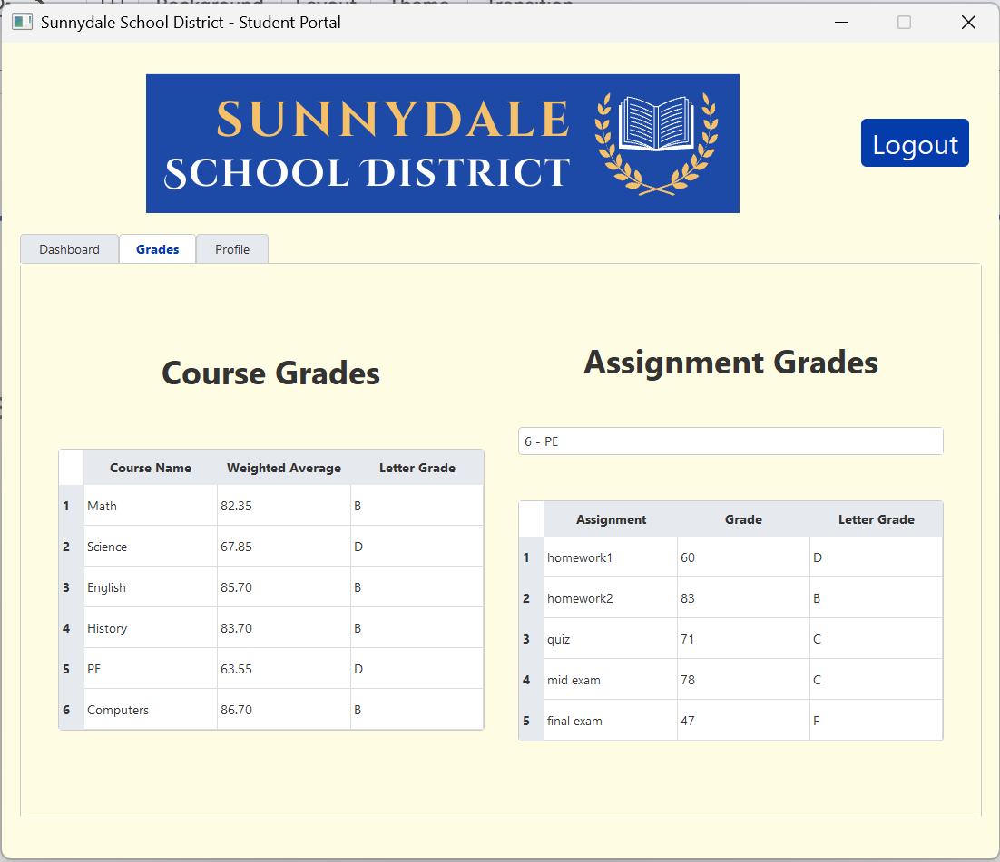 Sunnydale School District - Student Portal
SUNNYDALE
SCHOOL DISTRICT
Logout
Dashboard Grades Profile
Course Grades
Course Name Weighted Average Letter Grade
1 Math 82.35 B
2 Science 67.85 D
3 English 85.70 B
4 History 83.70 B
5 PE 63.55 D
6 Computers 86.70 B
Assignment Grades
6 - PE
Assignment Grade Letter Grade
1 homework1 60 D
2 homework2 83 B
3 quiz 71 C
4 mid exam 78 C
5 final exam 47 F